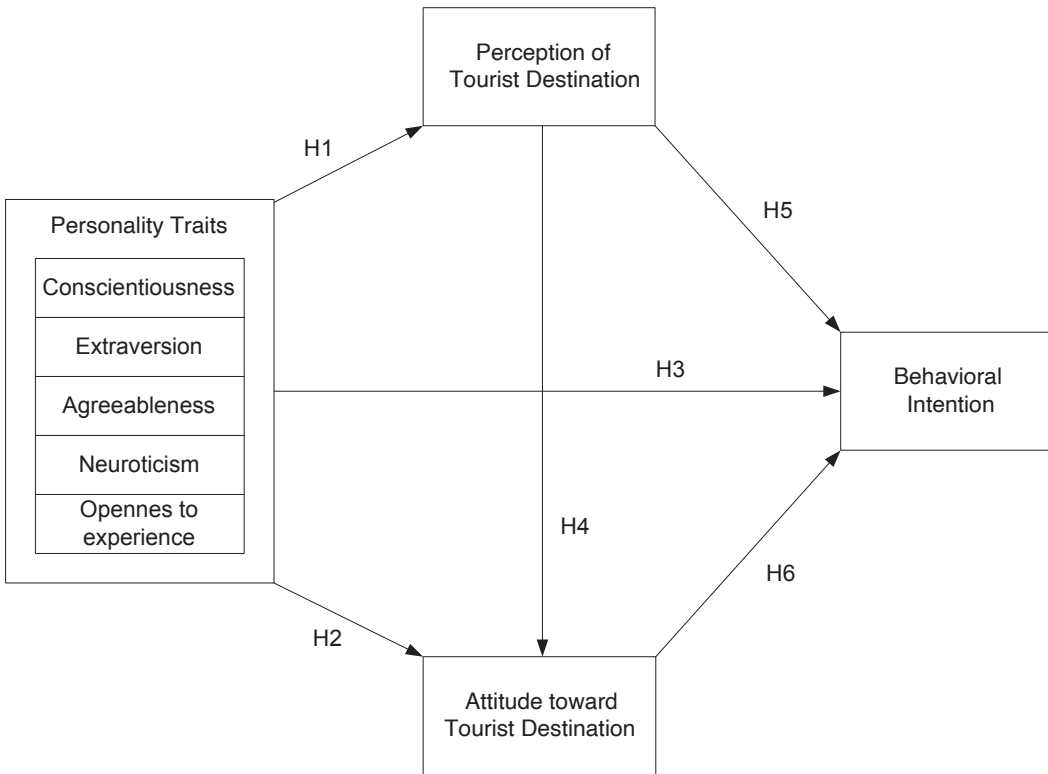 Perception of
Tourist Destination
H1
H5
Personality Traits
Conscientiousness
Extraversion
Agreeableness
Neuroticism
Opennes to
experience
H3
Behavioral
Intention
H4
H6
H2
Attitude toward
Tourist Destination